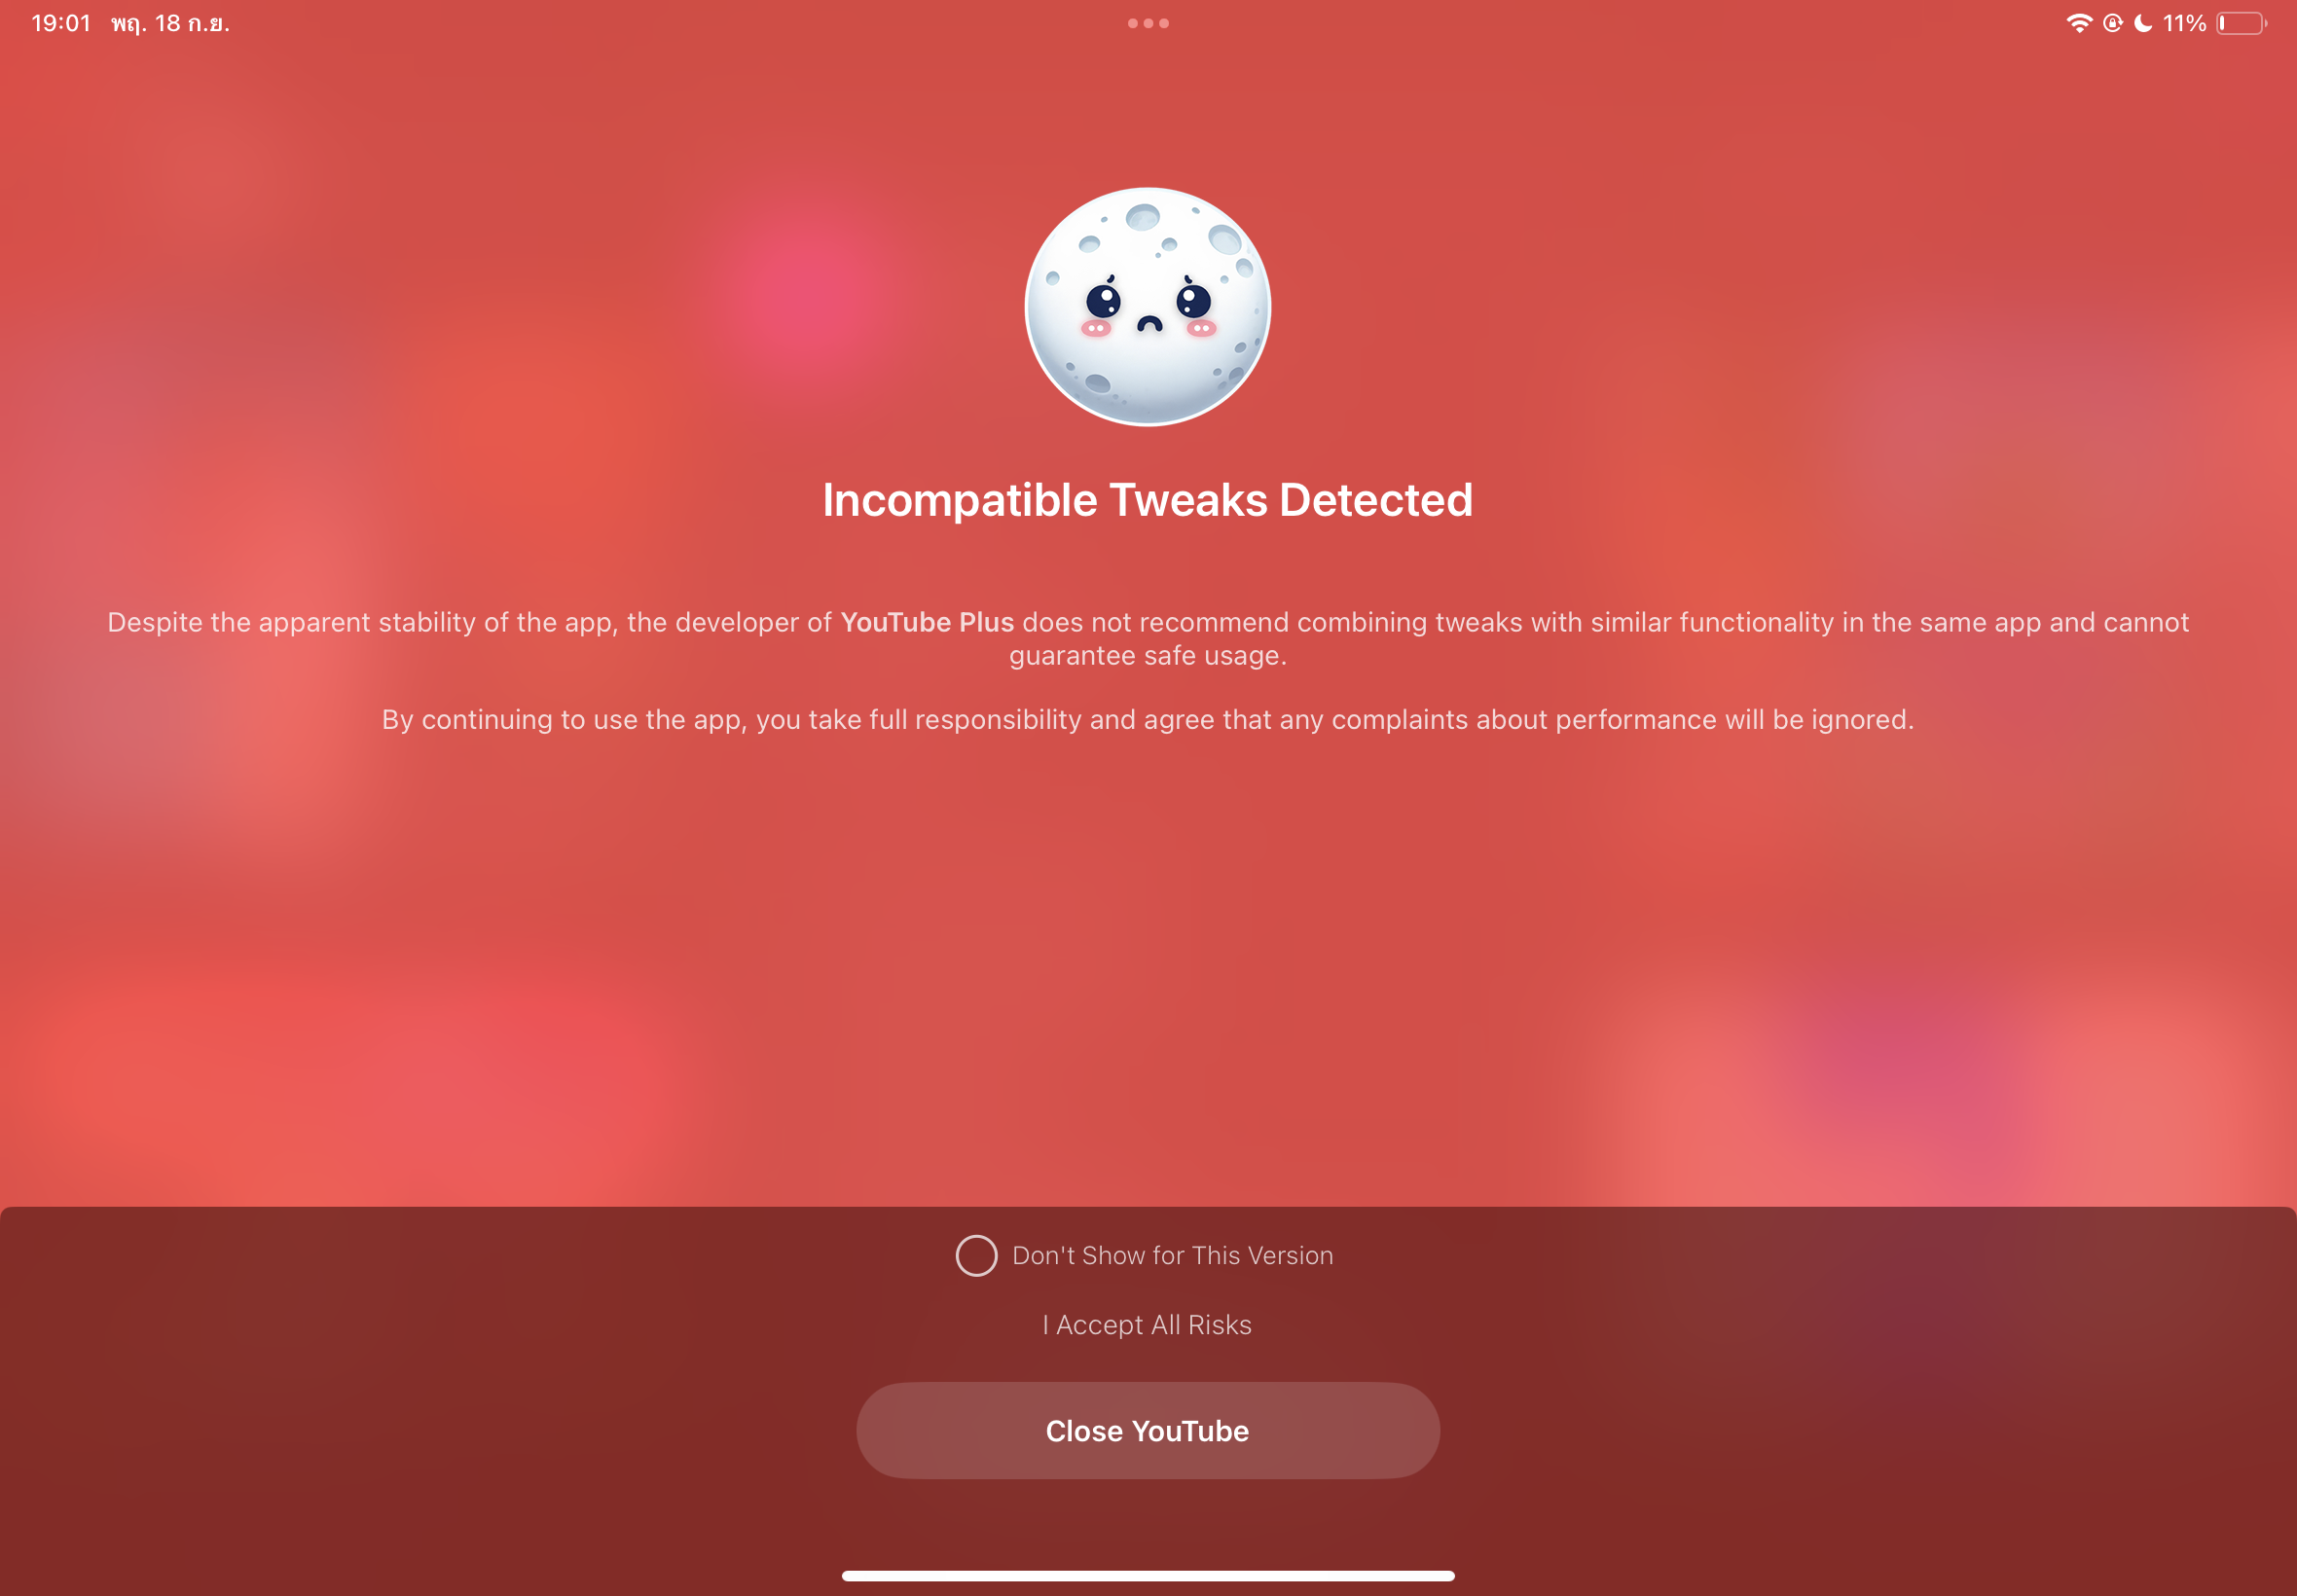 19:01 พฤ. 18 ก.ย.
11%
Incompatible Tweaks Detected
Despite the apparent stability of the app, the developer of YouTube Plus does not recommend combining tweaks with similar functionality in the same app and cannot
guarantee safe usage.
By continuing to use the app, you take full responsibility and agree that any complaints about performance will be ignored.
Don't Show for This Version
I Accept All Risks
Close YouTube